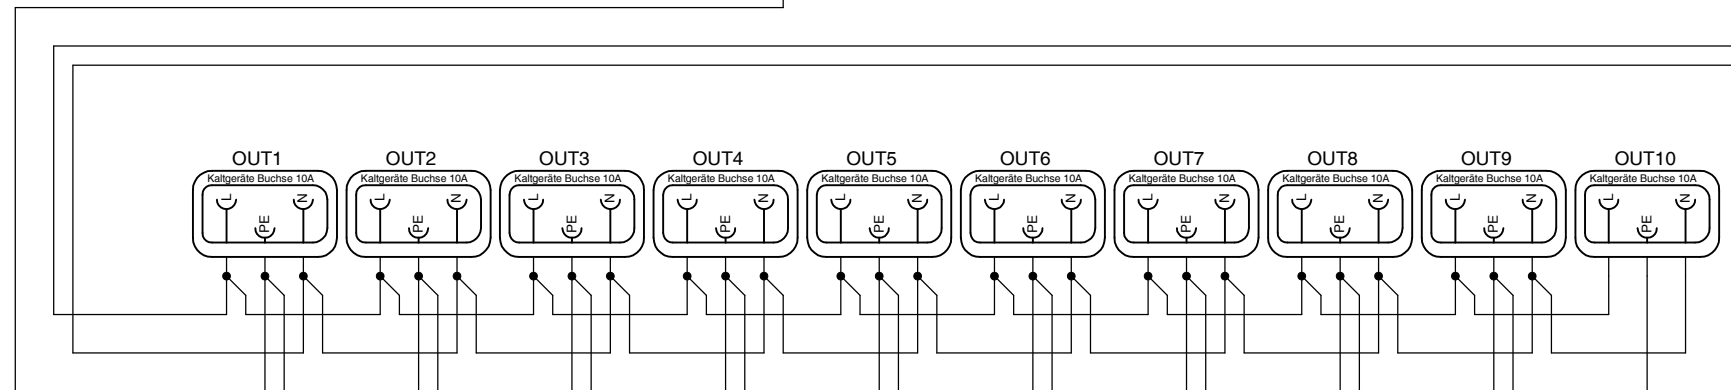 OUT1 OUT2 OUT3 OUT4 OUT5 OUT6 OUT7 OUT8 OUT9 OUT10
Kaltgeräte Buchse 10A Kaltgeräte Buchse 10A Kaltgeräte Buchse 10A Kaltgeräte Buchse 10A Kaltgeräte Buchse 10A Kaltgeräte Buchse 10A Kaltgeräte Buchse 10A Kaltgeräte Buchse 10A Kaltgeräte Buchse 10A Kaltgeräte Buchse 10A
L N L N L N L N L N L N L N L N L N L N
PE PE PE PE PE PE PE PE PE PE